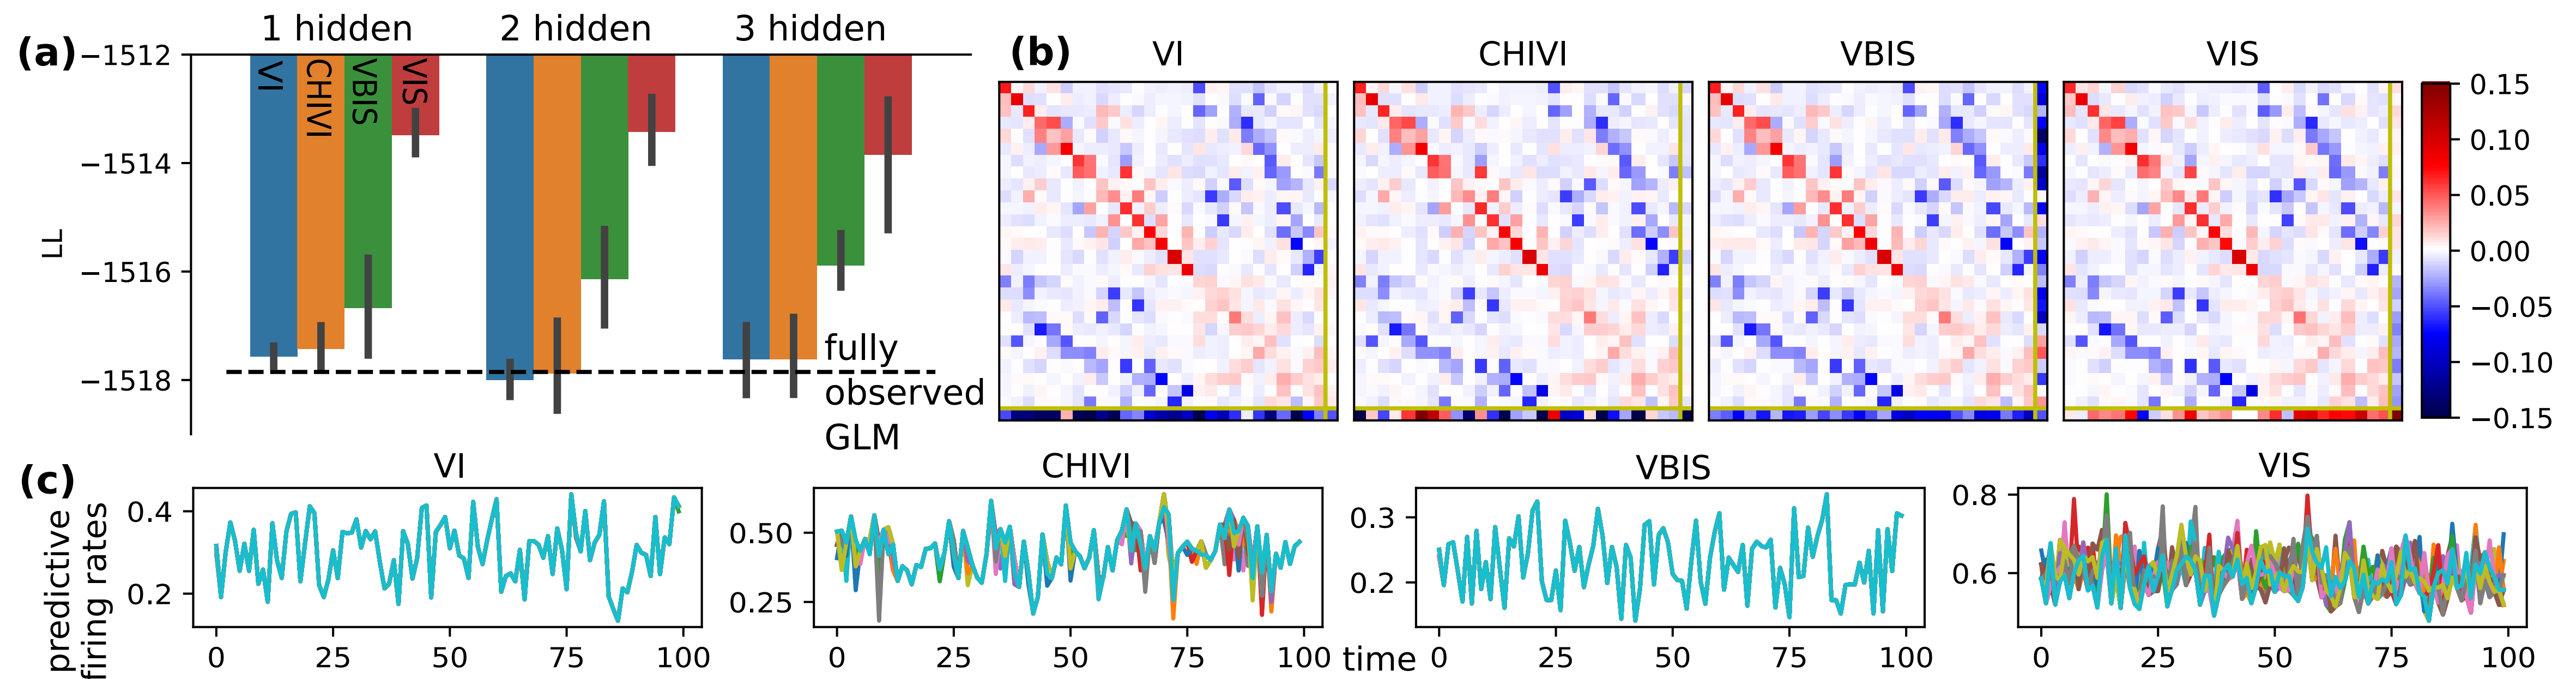 (a)
1 hidden 2 hidden 3 hidden
−1512
−1514
−1516
−1518
LL
VI
CHIVI
VBIS
VIS
fully
observed
GLM
(b)
VI CHIVI VBIS VIS
0.15
0.10
0.05
0.00
−0.05
−0.10
−0.15
(c)
predictive
firing rates
VI
0.4
0.2
0 25 50 75 100
CHIVI
0.50
0.25
0 25 50 75 100
time
VBIS
0.3
0.2
0 25 50 75 100
VIS
0.8
0.6
0 25 50 75 100